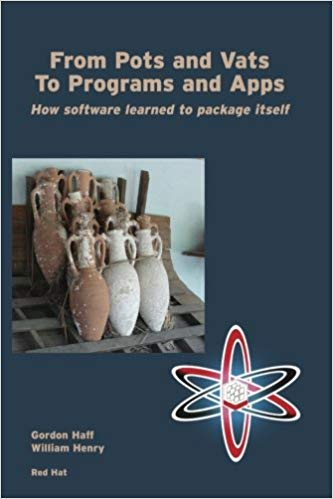 From Pots and Vats
To Programs and Apps
How software learned to package itself
Gordon Haff
William Henry
Red Hat